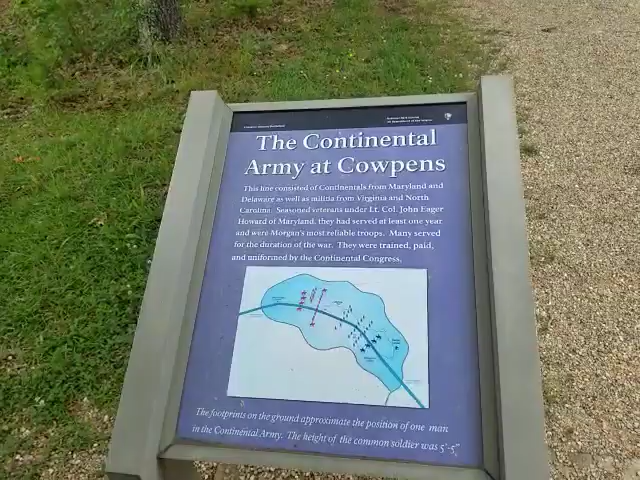 The Continental
Army at Cowpens
This line consisted of Continentals from Maryland and
Delaware as well as militia from Virginia and North
Carolina. Seasoned veterans under Lt. Col. John Eager
Howard of Maryland, they had served at least one year
and were Morgan's most reliable troops. Many served
for the duration of the war. They were trained, paid,
and uniformed by the Continental Congress.
The footprints on the ground approximate the position of one man
in the Continental Army. The height of the common soldier was 5'-5".